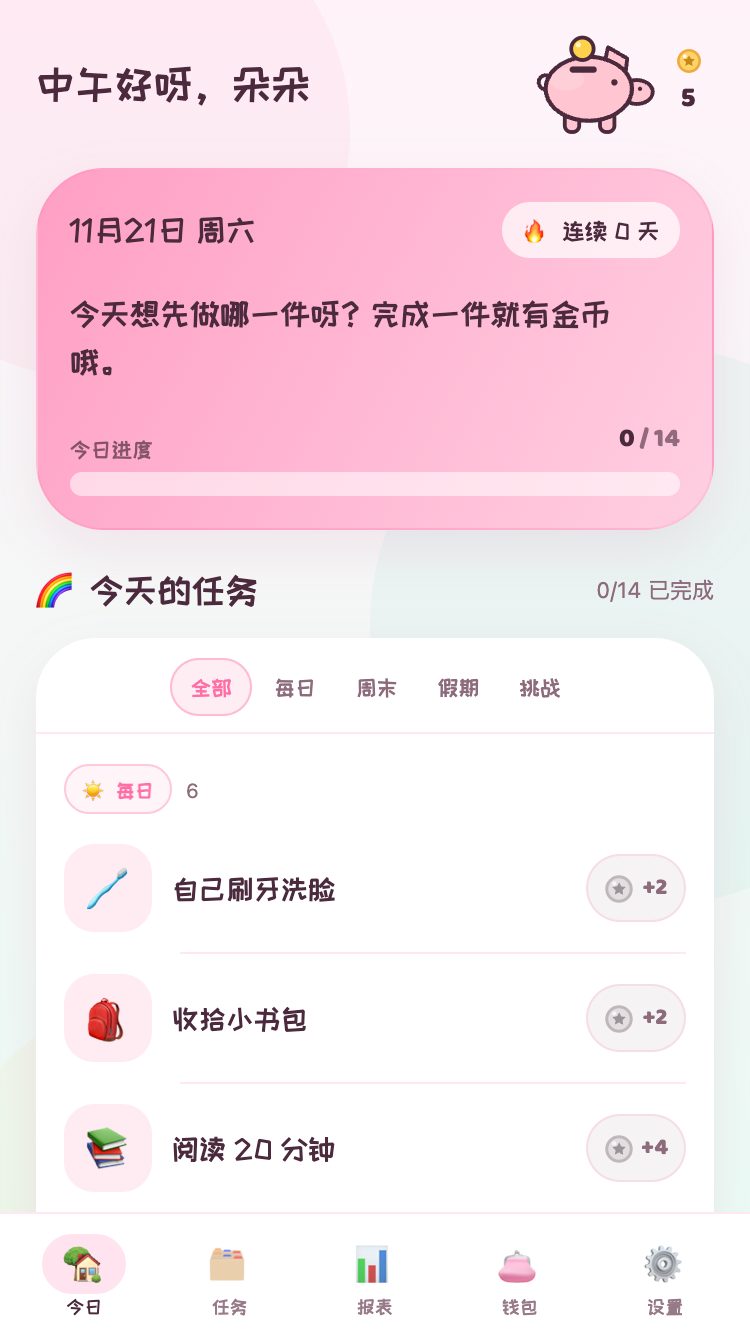 中午好呀，朵朵
5
11月21日 周六
连续 0 天
今天想先做哪一件呀？完成一件就有金币
哦。
今日进度
0 / 14
今天的任务
0/14 已完成
全部 每日 周末 假期 挑战
每日 6
自己刷牙洗脸 +2
收拾小书包 +2
阅读 20 分钟 +4
今日 任务 报表 钱包 设置